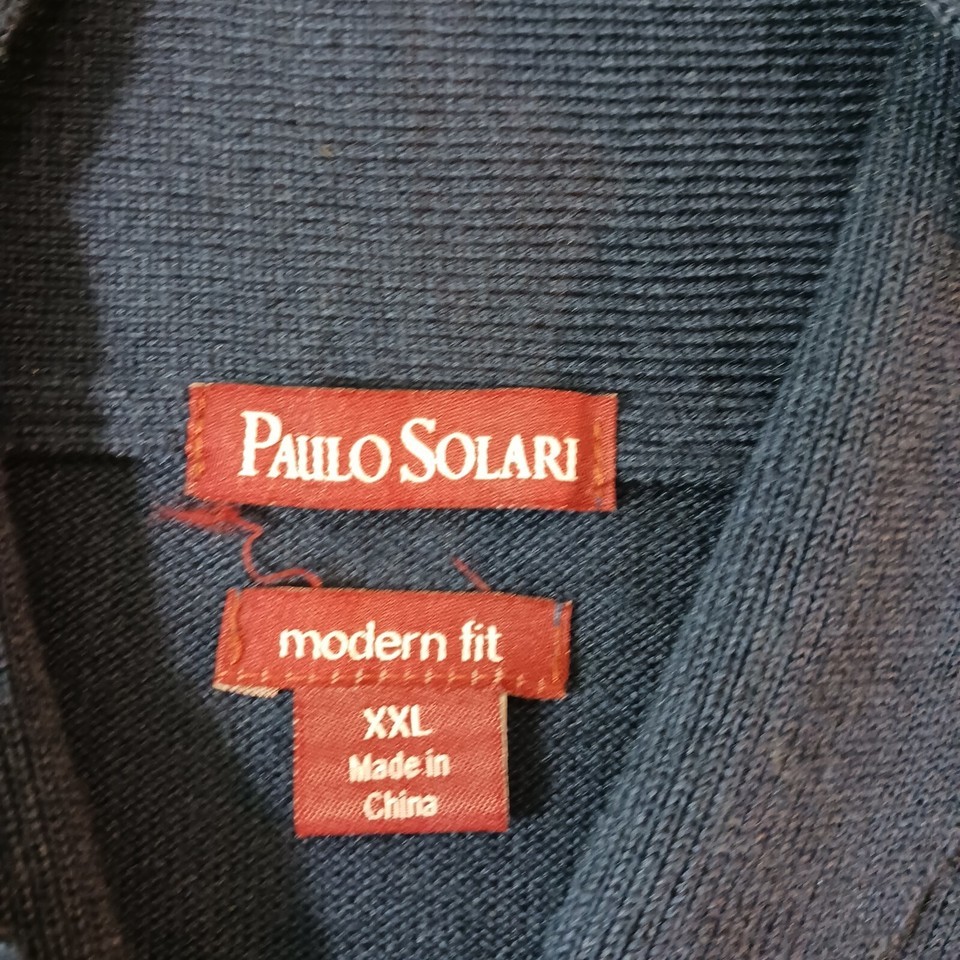 PAULO SOLARI
modern fit
XXL
Made in
China